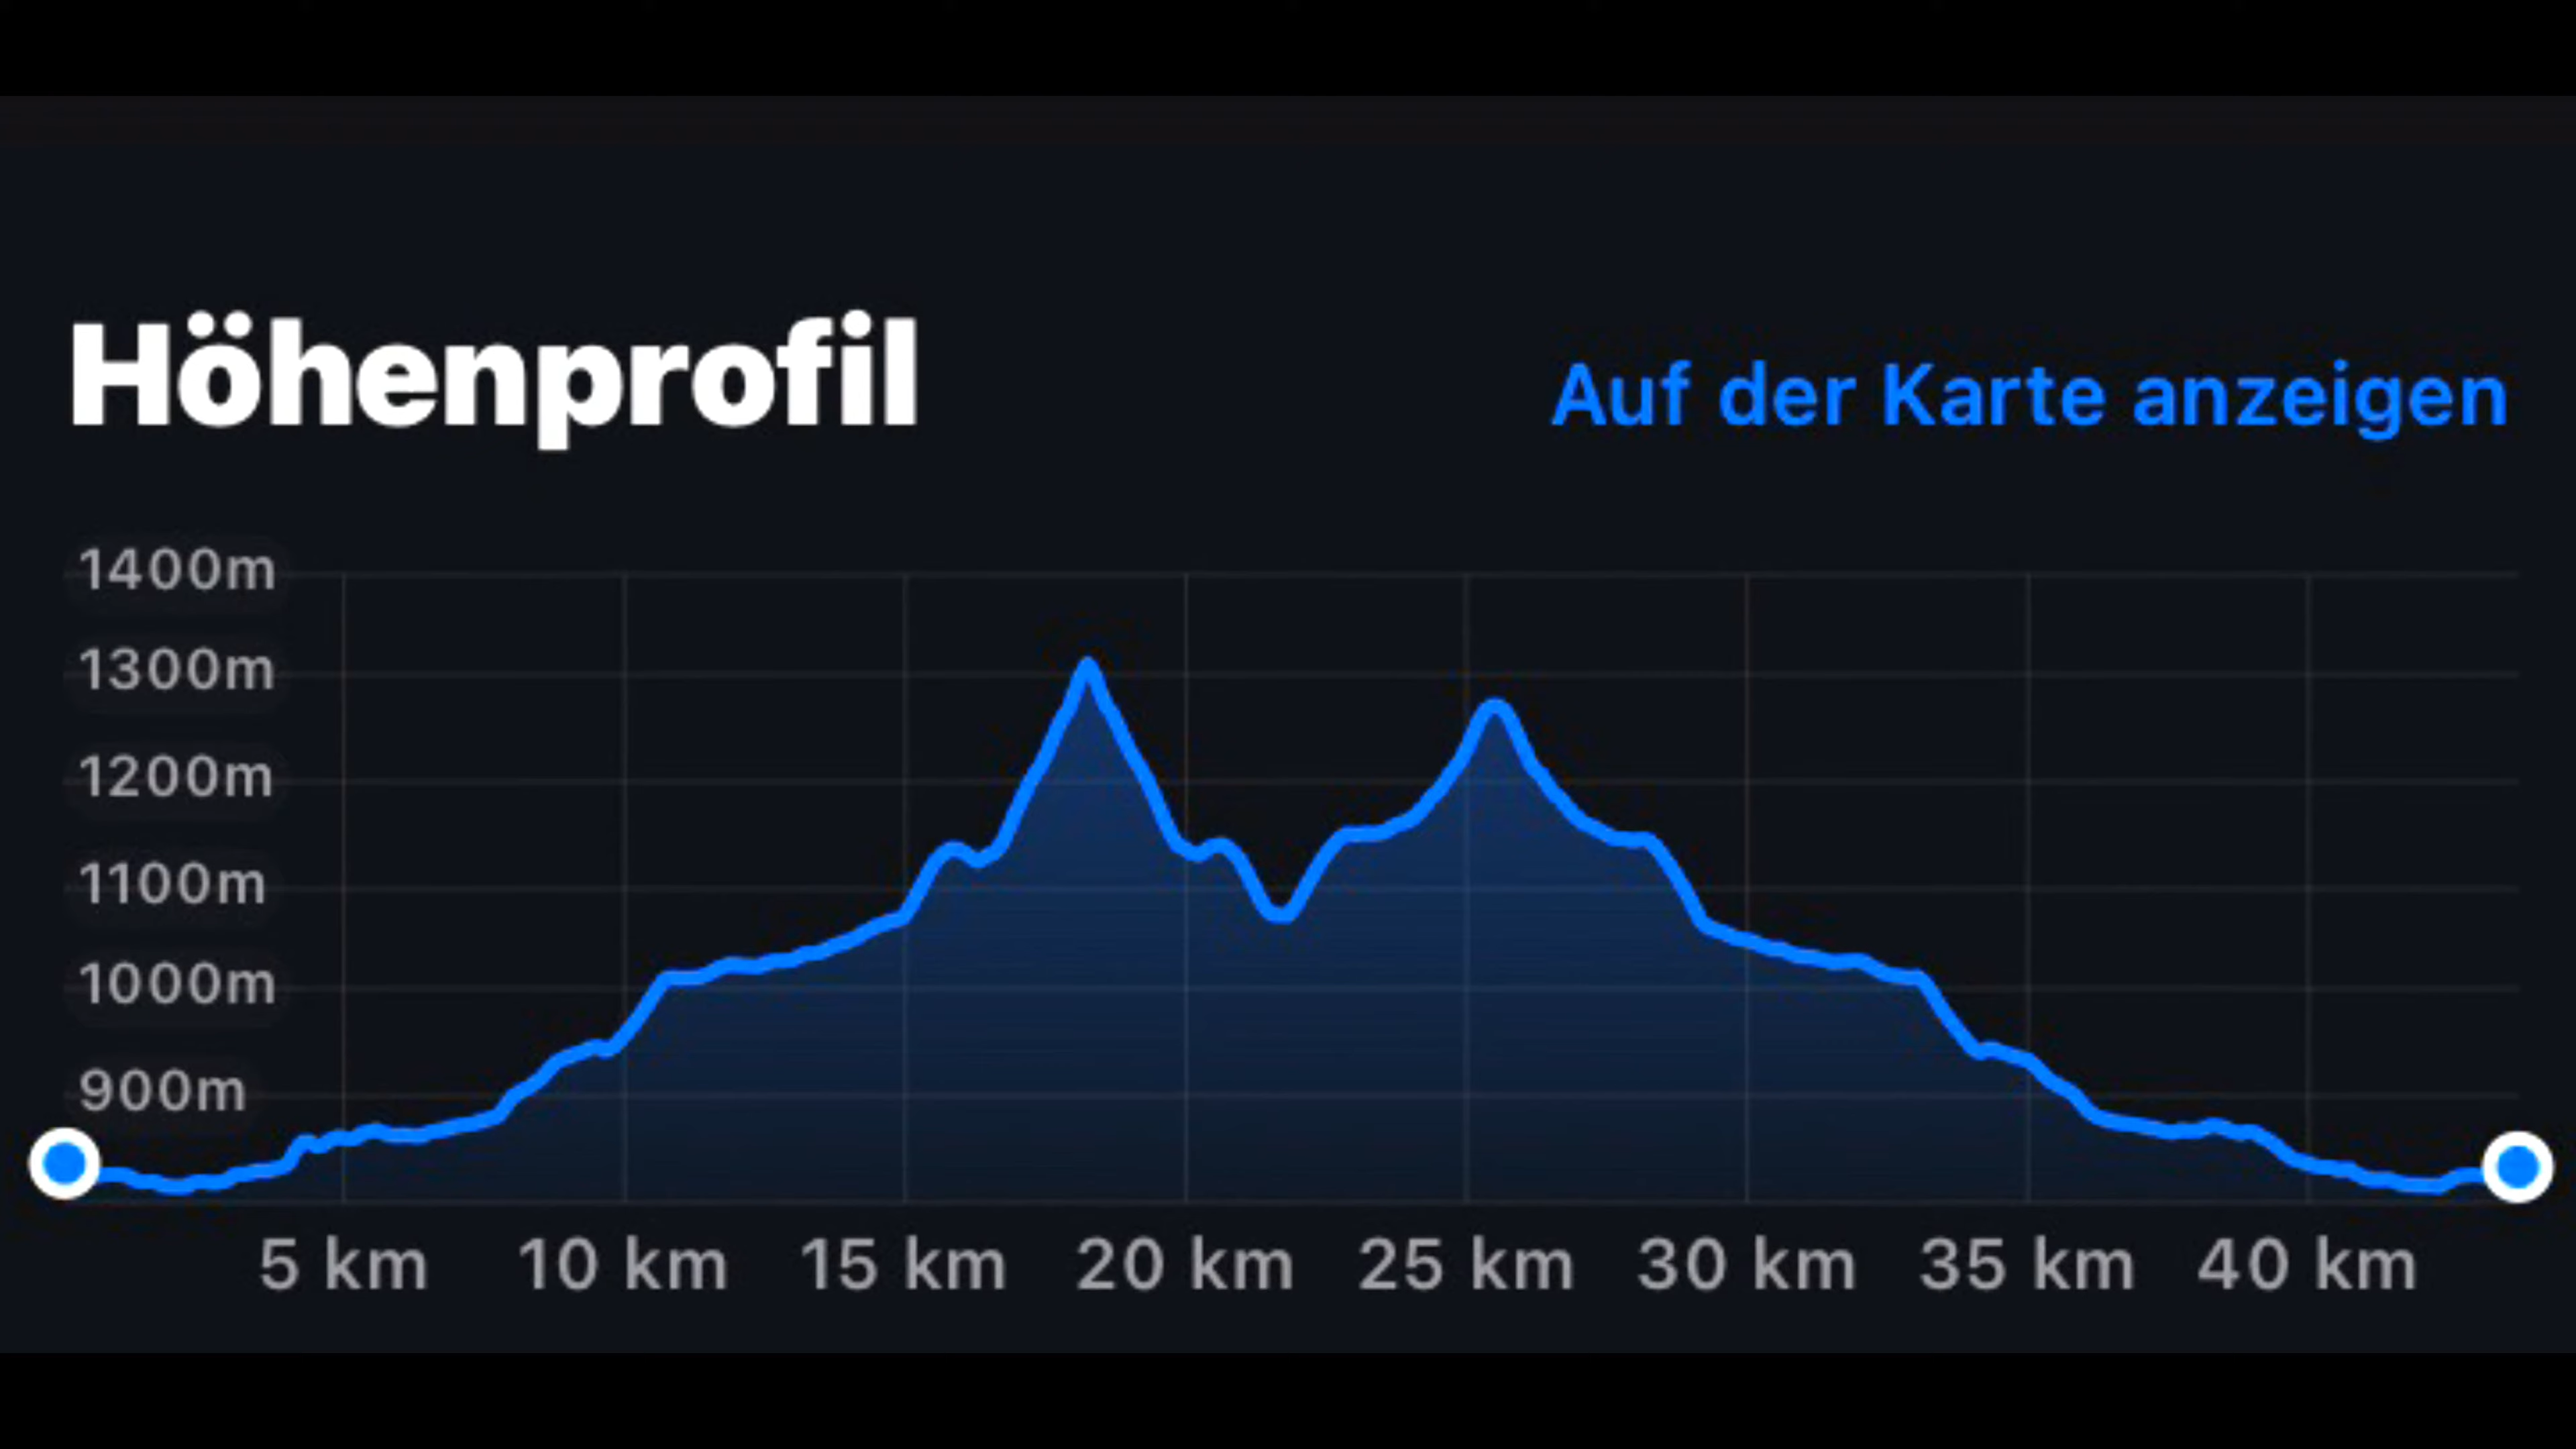 Höhenprofil
Auf der Karte anzeigen
1400m
1300m
1200m
1100m
1000m
900m
5 km 10 km 15 km 20 km 25 km 30 km 35 km 40 km